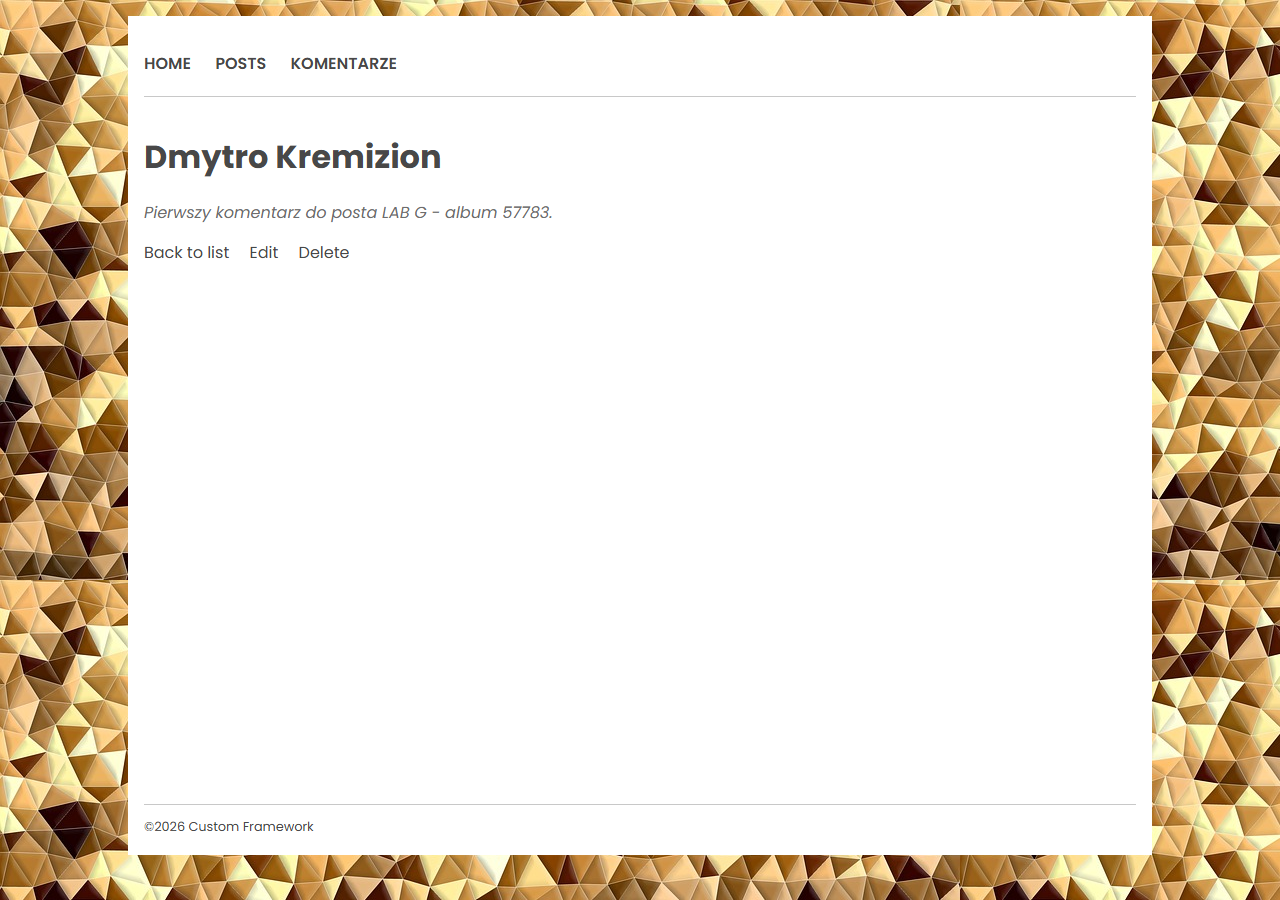 HOME POSTS KOMENTARZE
Dmytro Kremizion
Pierwszy komentarz do posta LAB G - album 57783.
Back to list Edit Delete
©2026 Custom Framework